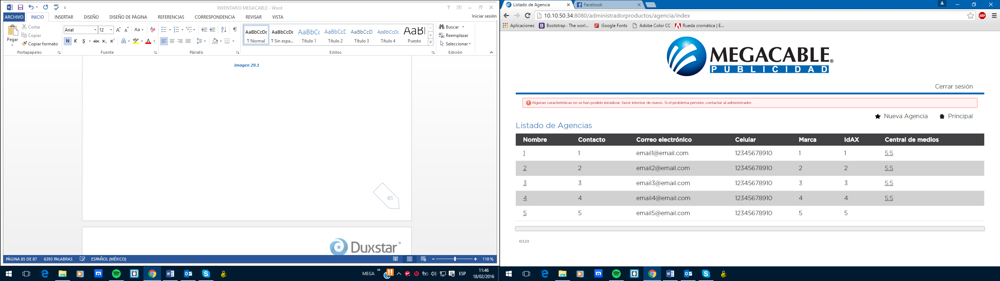 INVENTARIO MEGACABLE - Word
ARCHIVO INICIO INSERTAR DISEÑO DISEÑO DE PÁGINA REFERENCIAS CORRESPONDENCIA REVISAR VISTA
Iniciar sesión
Pegar
Cortar
Copiar
Copiar formato
Portapapeles
Arial 12
N K S abc x₂ x²
Fuente
Párrafo
AaBbCcDc AaBbCcDc AaBbCc AaBbCcD AaBbCcD AaBbCcDc AaBl
¶ Normal ¶ Sin espa... Título 1 Título 2 Título 3 Título 4 Puesto
Estilos
Buscar
Reemplazar
Seleccionar
Edición
Imagen 29.1
85
Duxstar®
PÁGINA 85 DE 87 6393 PALABRAS ESPAÑOL (MÉXICO) 110 %
MEGA » ESP 11:46
18/02/2016
Listado de Agencia
Facebook
10.10.50.34:8080/administradorproductos/agencia/index
ABP
Aplicaciones Bootstrap · The worl... Google Fonts Adobe Color CC Rueda cromática | E...
MEGACABLE®
PUBLICIDAD
Cerrar sesión
Algunas características no se han podido inicializar, favor intentar de nuevo. Si el problema persiste, contactar al administrador.
Nueva Agencia Principal
Listado de Agencias
Nombre Contacto Correo electrónico Celular Marca IdAX Central de medios
1 1 email1@email.com 12345678910 1 1 5:5
2 2 email2@email.com 12345678910 2 2 5:5
3 3 email3@email.com 12345678910 3 3 5:5
4 4 email4@email.com 12345678910 4 4 5:5
5 5 email5@email.com 12345678910 5 5
0.1.23